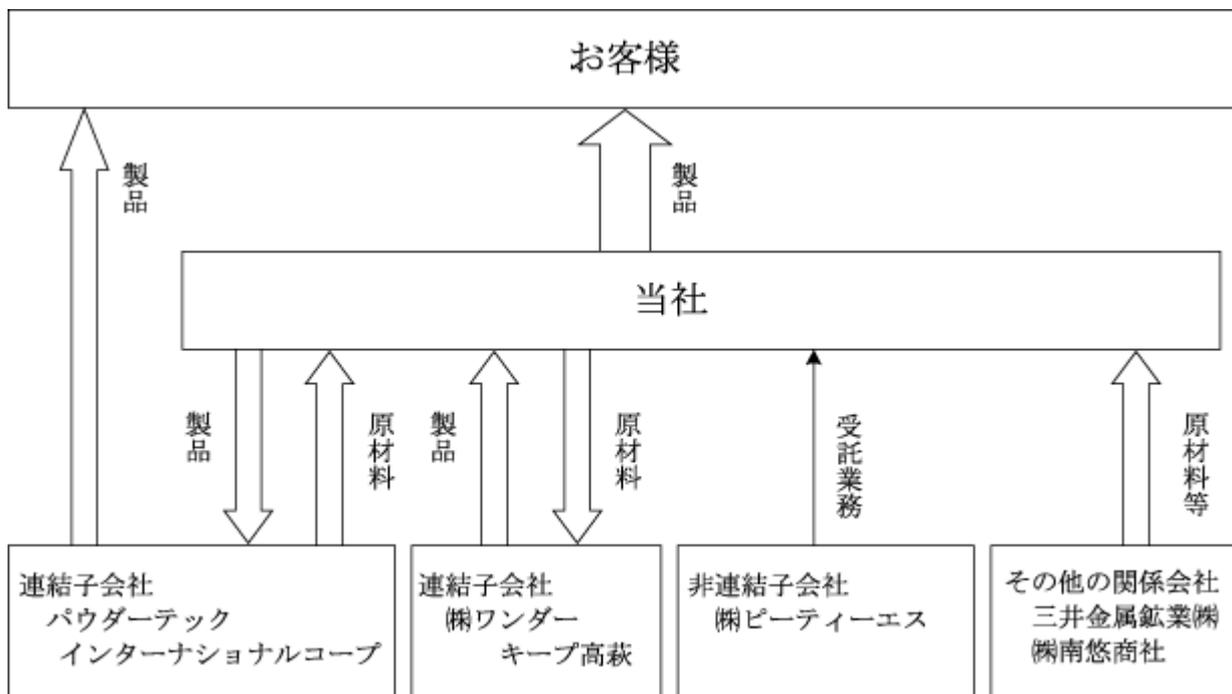 お客様
製品
製品
当社
製品
原材料
製品
原材料
受託業務
原材料等
連結子会社
パウダーテック
インターナショナルコープ
連結子会社
㈱ワンダー
キープ高萩
非連結子会社
㈱ピーティーエス
その他の関係会社
三井金属鉱業㈱
㈱南悠商社